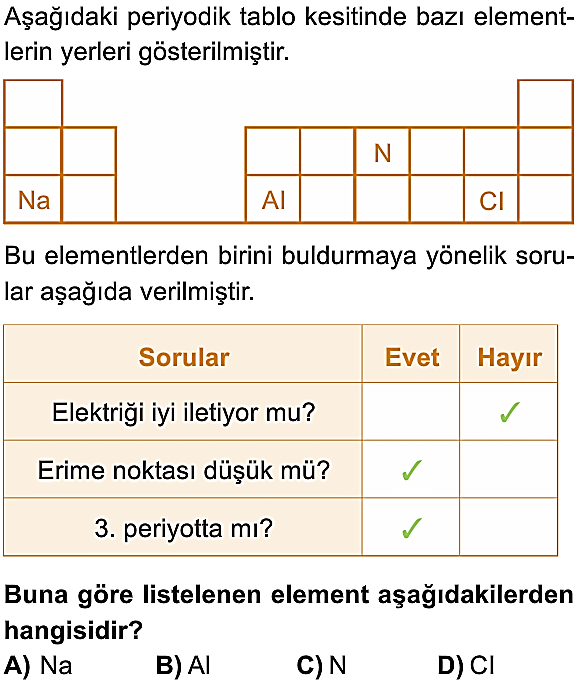 Aşağıdaki periyodik tablo kesitinde bazı element-
lerin yerleri gösterilmiştir.
N
Na Al Cl
Bu elementlerden birini buldurmaya yönelik soru-
lar aşağıda verilmiştir.
Sorular Evet Hayır
Elektriği iyi iletiyor mu? ✓
Erime noktası düşük mü? ✓
3. periyotta mı? ✓
Buna göre listelenen element aşağıdakilerden
hangisidir?
A) Na B) Al C) N D) Cl